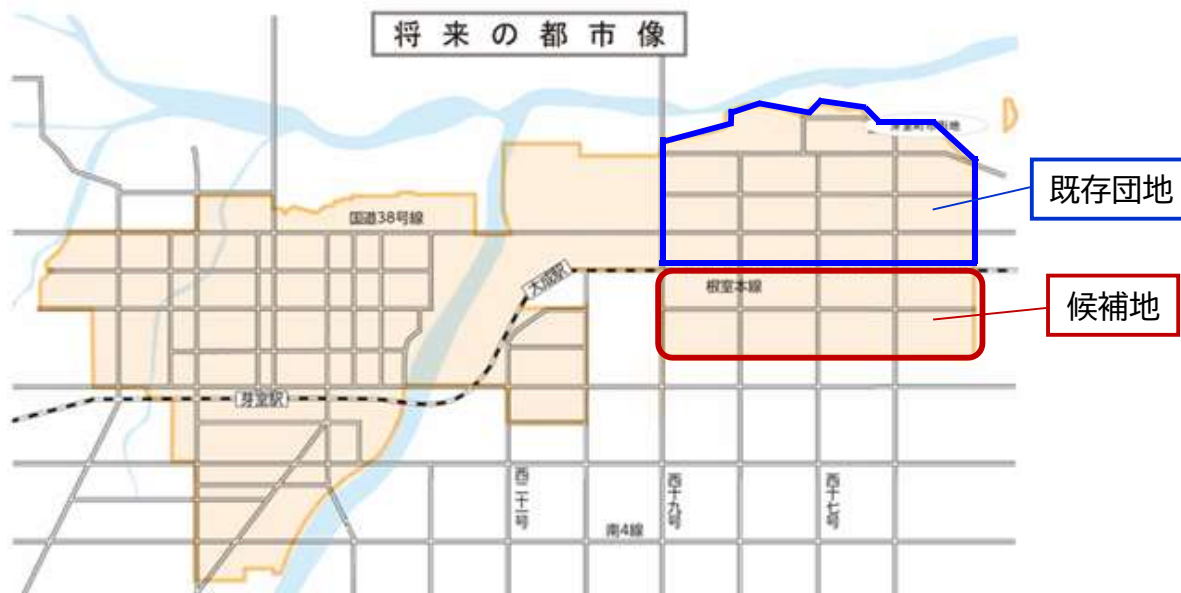 将来の都市像
既存団地
国道38号線
大成駅
根室本線
候補地
芽室駅
西二十一号
西十九号
西十七号
南4線